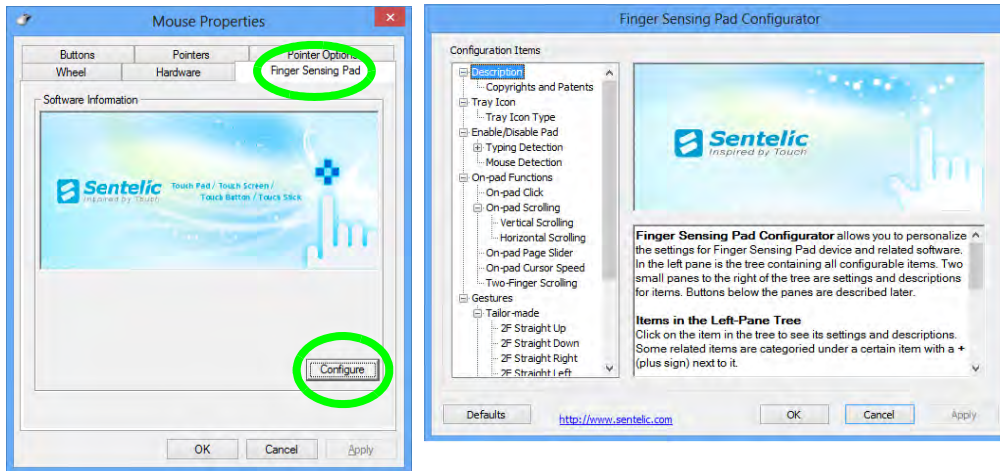 Mouse Properties
Buttons
Pointers
Pointer Options
Wheel
Hardware
Finger Sensing Pad
Software Information
Sentelic
Inspired by Touch
Touch Pad / Touch Screen /
Touch Button / Touch Stick
Configure
OK
Cancel
Apply
Finger Sensing Pad Configurator
Configuration Items
Description
Copyrights and Patents
Tray Icon
Tray Icon Type
Enable/Disable Pad
Typing Detection
Mouse Detection
On-pad Functions
On-pad Click
On-pad Scrolling
Vertical Scrolling
Horizontal Scrolling
On-pad Page Slider
On-pad Cursor Speed
Two-Finger Scrolling
Gestures
Tailor-made
2F Straight Up
2F Straight Down
2F Straight Right
2F Straight Left
Sentelic
Inspired by Touch
Finger Sensing Pad Configurator allows you to personalize
the settings for Finger Sensing Pad device and related software.
In the left pane is the tree containing all configurable items. Two
small panes to the right of the tree are settings and descriptions
for items. Buttons below the panes are described later.
Items in the Left-Pane Tree
Click on the item in the tree to see its settings and descriptions.
Some related items are categoried under a certain item with a +
(plus sign) next to it.
Defaults
http://www.sentelic.com
OK
Cancel
Apply